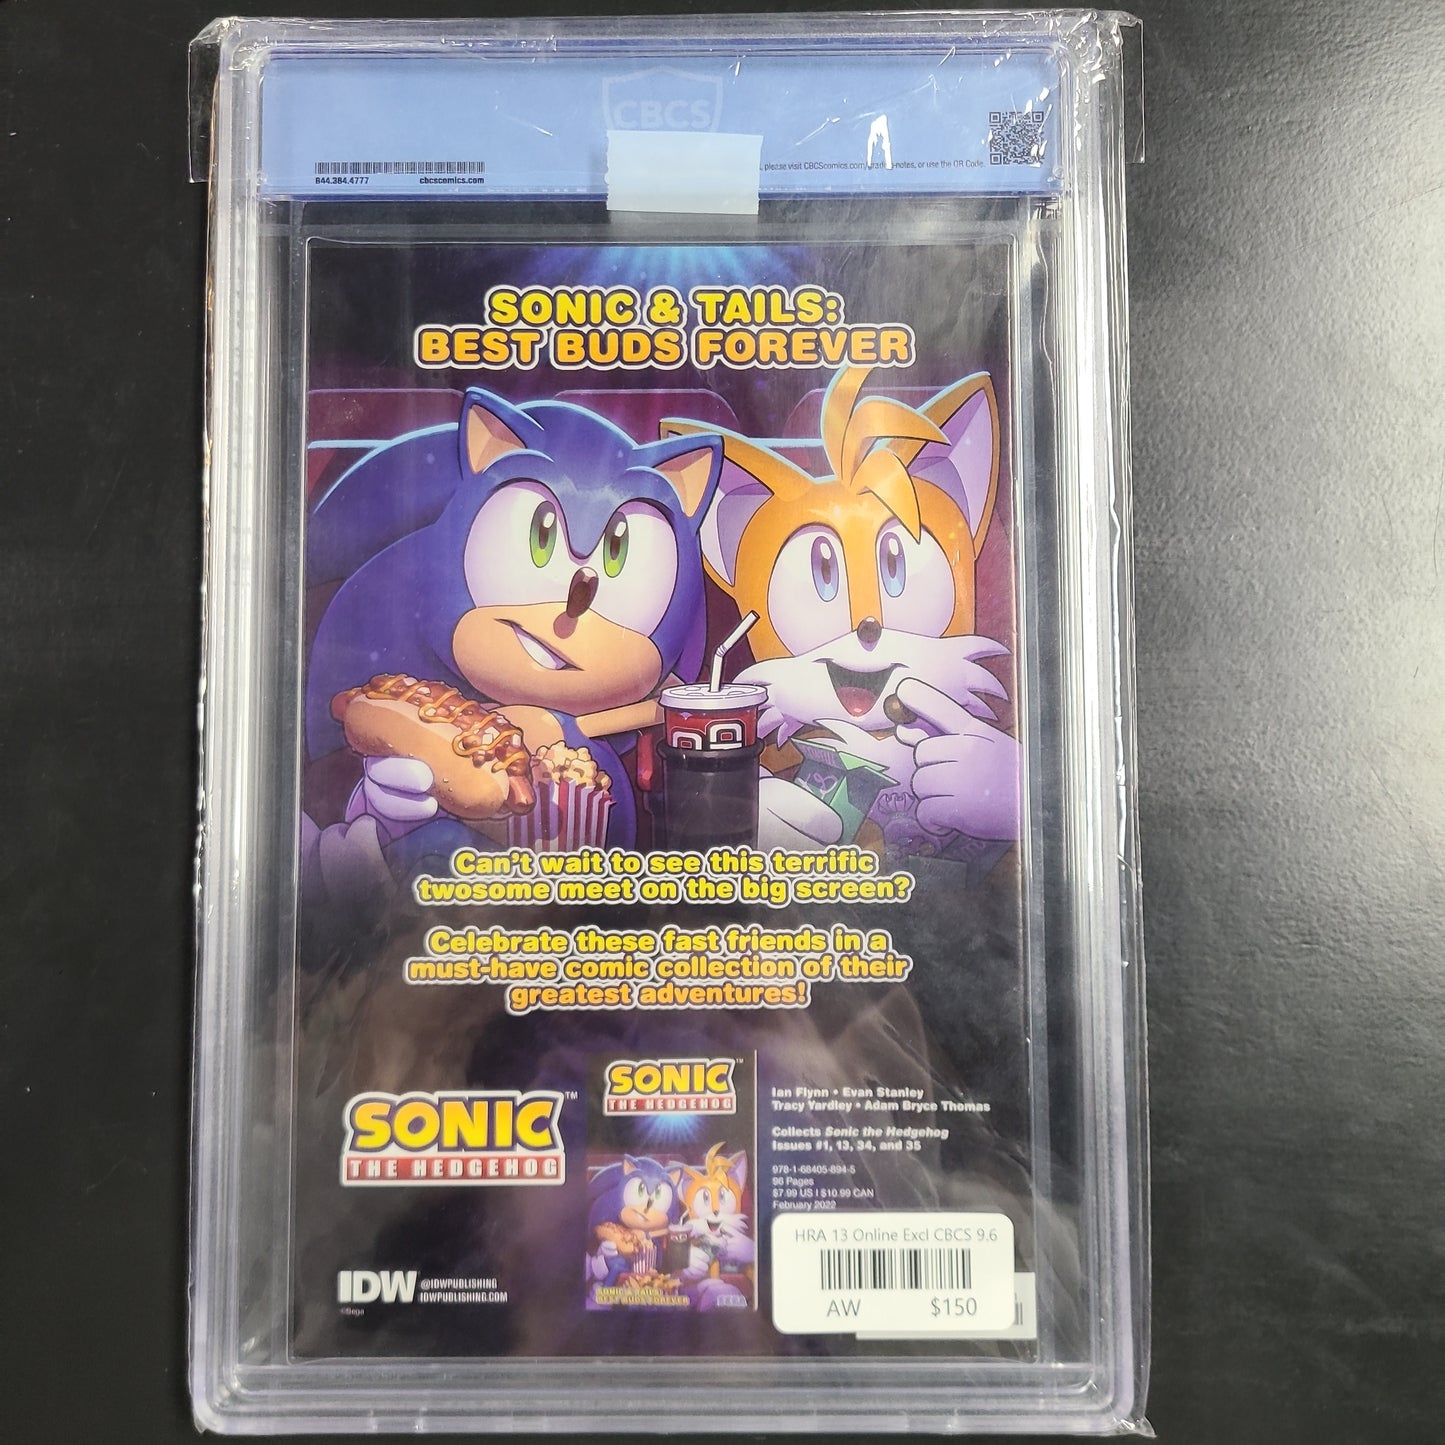 CBCS
844.384.4777 cbcscomics.com
, please visit CBCScomics.com/grading-notes, or use the QR Code.
SONIC & TAILS:
BEST BUDS FOREVER
Can't wait to see this terrific
twosome meet on the big screen?
Celebrate these fast friends in a
must-have comic collection of their
greatest adventures!
SONIC™
THE HEDGEHOG
SONIC™
THE HEDGEHOG
SONIC & TAILS:
BEST BUDS FOREVER
SEGA
Ian Flynn • Evan Stanley
Tracy Yardley • Adam Bryce Thomas
Collects Sonic the Hedgehog
Issues #1, 13, 34, and 35
978-1-68405-894-5
96 Pages
$7.99 US | $10.99 CAN
February 2022
HRA 13 Online Excl CBCS 9.6
AW $150
IDW @IDWPUBLISHING
IDWPUBLISHING.COM
©Sega